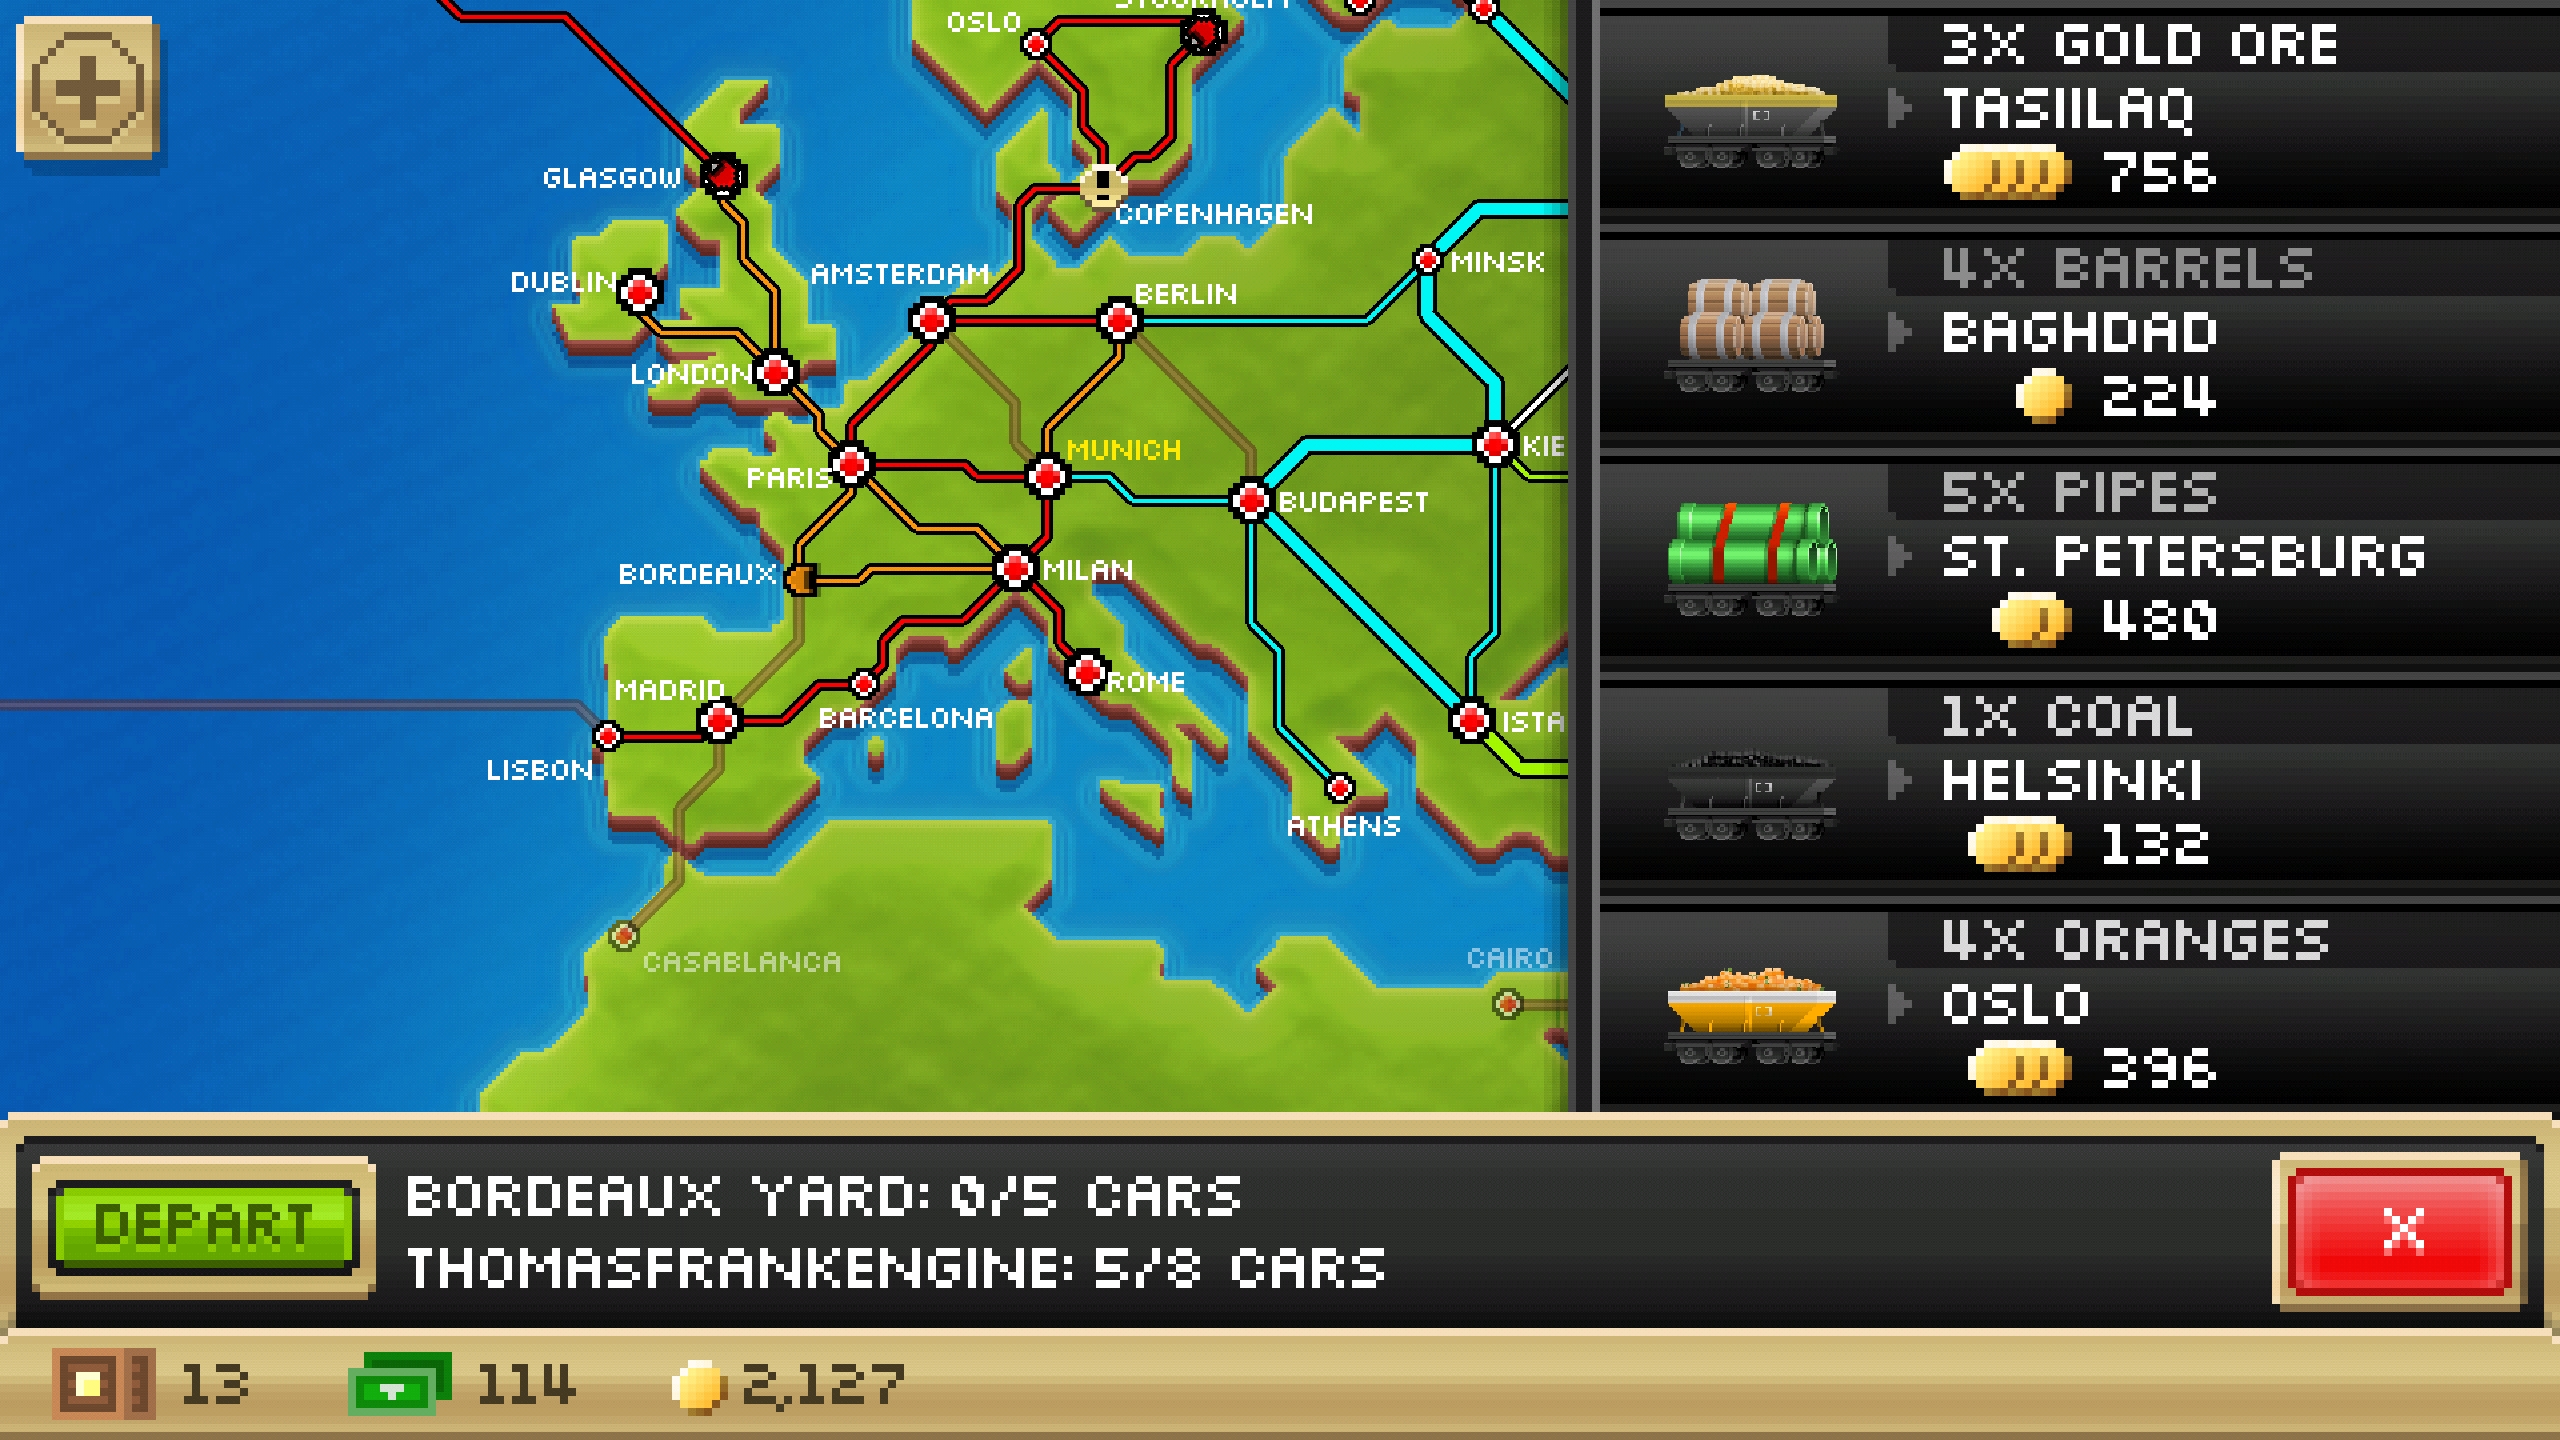 OSLO
STOCKHOLM
GLASGOW
COPENHAGEN
DUBLIN
AMSTERDAM
BERLIN
MINSK
LONDON
PARIS
MUNICH
KIE
BUDAPEST
BORDEAUX
MILAN
MADRID
ROME
BARCELONA
ISTA
LISBON
ATHENS
CASABLANCA
CAIRO
3X GOLD ORE
TASIILAQ
756
4X BARRELS
BAGHDAD
224
5X PIPES
ST. PETERSBURG
480
1X COAL
HELSINKI
132
4X ORANGES
OSLO
396
DEPART
BORDEAUX YARD: 0/5 CARS
THOMASFRANKENGINE: 5/8 CARS
X
13
114
2,127